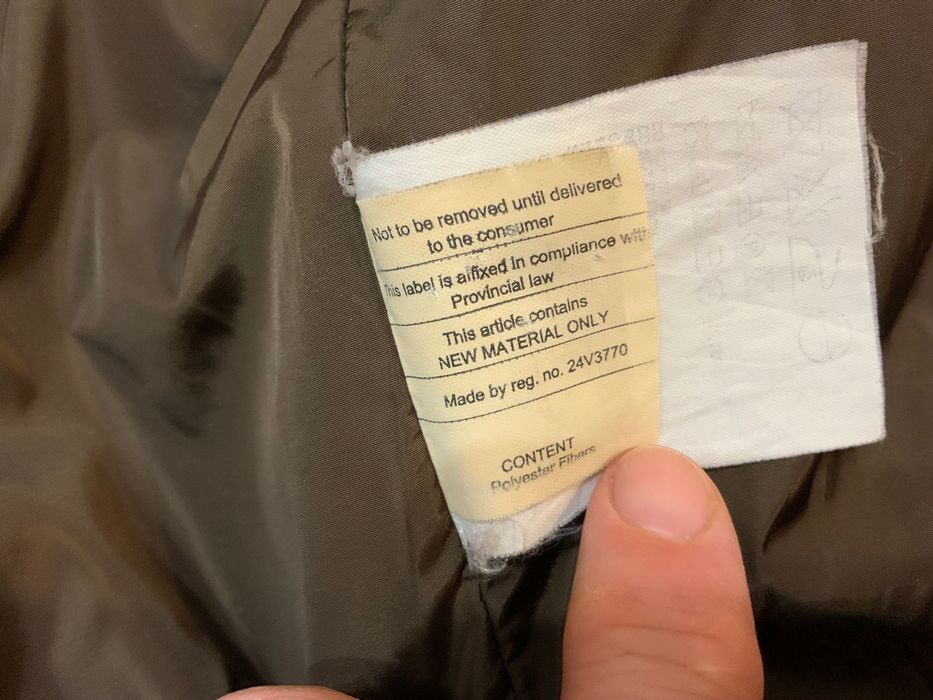 Not to be removed until delivered
to the consumer
This label is affixed in compliance with
Provincial law
This article contains
NEW MATERIAL ONLY
Made by reg. no. 24V3770
CONTENT
Polyester Fibers